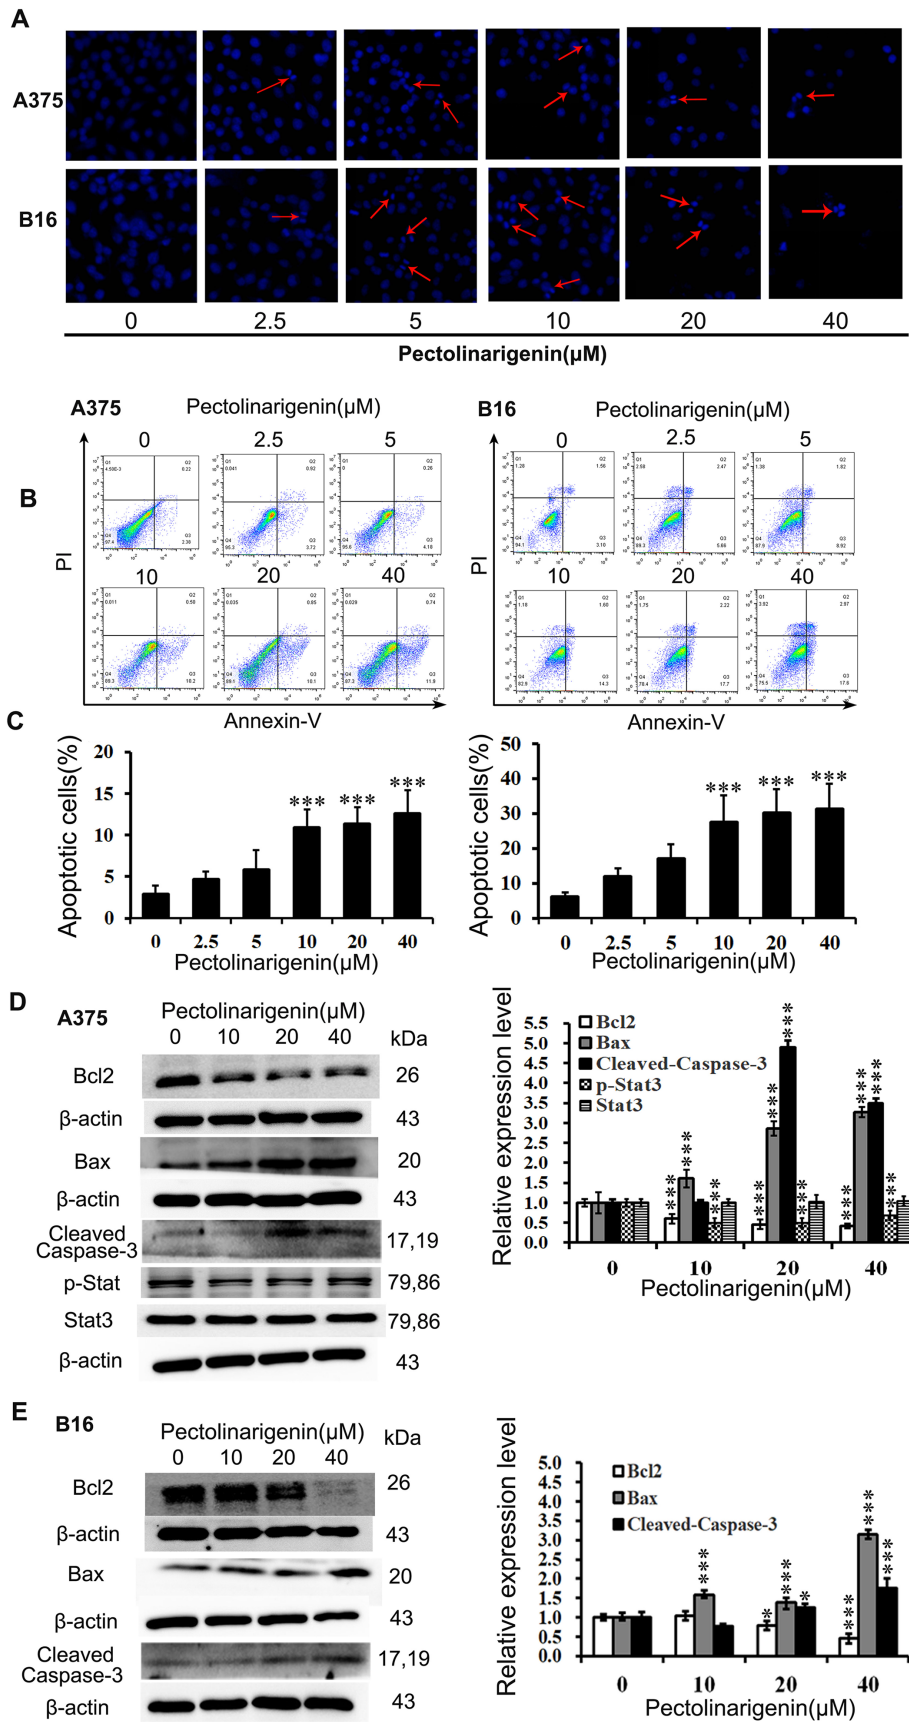 A
A375
B16
0 2.5 5 10 20 40
Pectolinarigenin(μM)
B
A375 Pectolinarigenin(μM)
0 2.5 5
10 20 40
PI
Annexin-V
B16 Pectolinarigenin(μM)
0 2.5 5
10 20 40
PI
Annexin-V
C
Apoptotic cells(%)
20
15
10
5
0
*** *** ***
0 2.5 5 10 20 40
Pectolinarigenin(μM)
Apoptotic cells(%)
50
40
30
20
10
0
*** *** ***
0 2.5 5 10 20 40
Pectolinarigenin(μM)
D
A375
Pectolinarigenin(μM)
0 10 20 40 kDa
Bcl2 26
β-actin 43
Bax 20
β-actin 43
Cleaved
Caspase-3 17,19
p-Stat 79,86
Stat3 79,86
β-actin 43
Relative expression level
5.5
5.0
4.5
4.0
3.5
3.0
2.5
2.0
1.5
1.0
0.5
0.0
Bcl2
Bax
Cleaved-Caspase-3
p-Stat3
Stat3
*** *** ***
*** *** *** ***
*** *** *** ***
0 10 20 40
Pectolinarigenin(μM)
E
B16
Pectolinarigenin(μM)
0 10 20 40 kDa
Bcl2 26
β-actin 43
Bax 20
β-actin 43
Cleaved
Caspase-3 17,19
β-actin 43
Relative expression level
5.0
4.5
4.0
3.5
3.0
2.5
2.0
1.5
1.0
0.5
0.0
Bcl2
Bax
Cleaved-Caspase-3
***
* *** *
*** *** ***
0 10 20 40
Pectolinarigenin(μM)